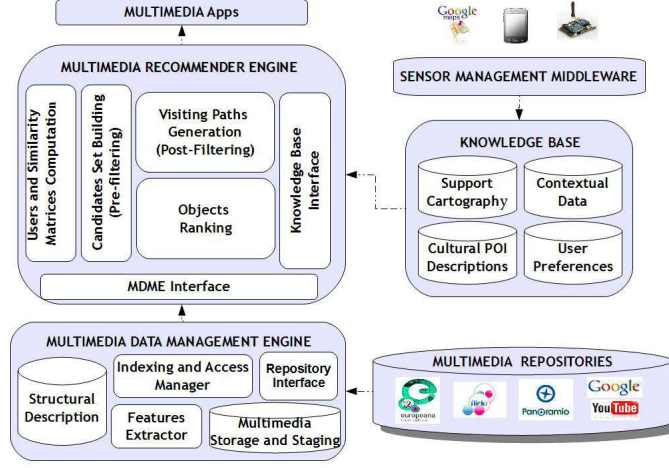 MULTIMEDIA Apps
Google
maps
MULTIMEDIA RECOMMENDER ENGINE
SENSOR MANAGEMENT MIDDLEWARE
Users and Similarity
Matrices Computation
Candidates Set Building
(Pre-filtering)
Visiting Paths
Generation
(Post-Filtering)
Objects
Ranking
Knowledge Base
Interface
MDME Interface
KNOWLEDGE BASE
Support
Cartography
Contextual
Data
Cultural POI
Descriptions
User
Preferences
MULTIMEDIA DATA MANAGEMENT ENGINE
Structural
Description
Indexing and Access
Manager
Repository
Interface
Features
Extractor
Multimedia
Storage and Staging
MULTIMEDIA REPOSITORIES
europeana
flickr
Panoramio
Google
YouTube